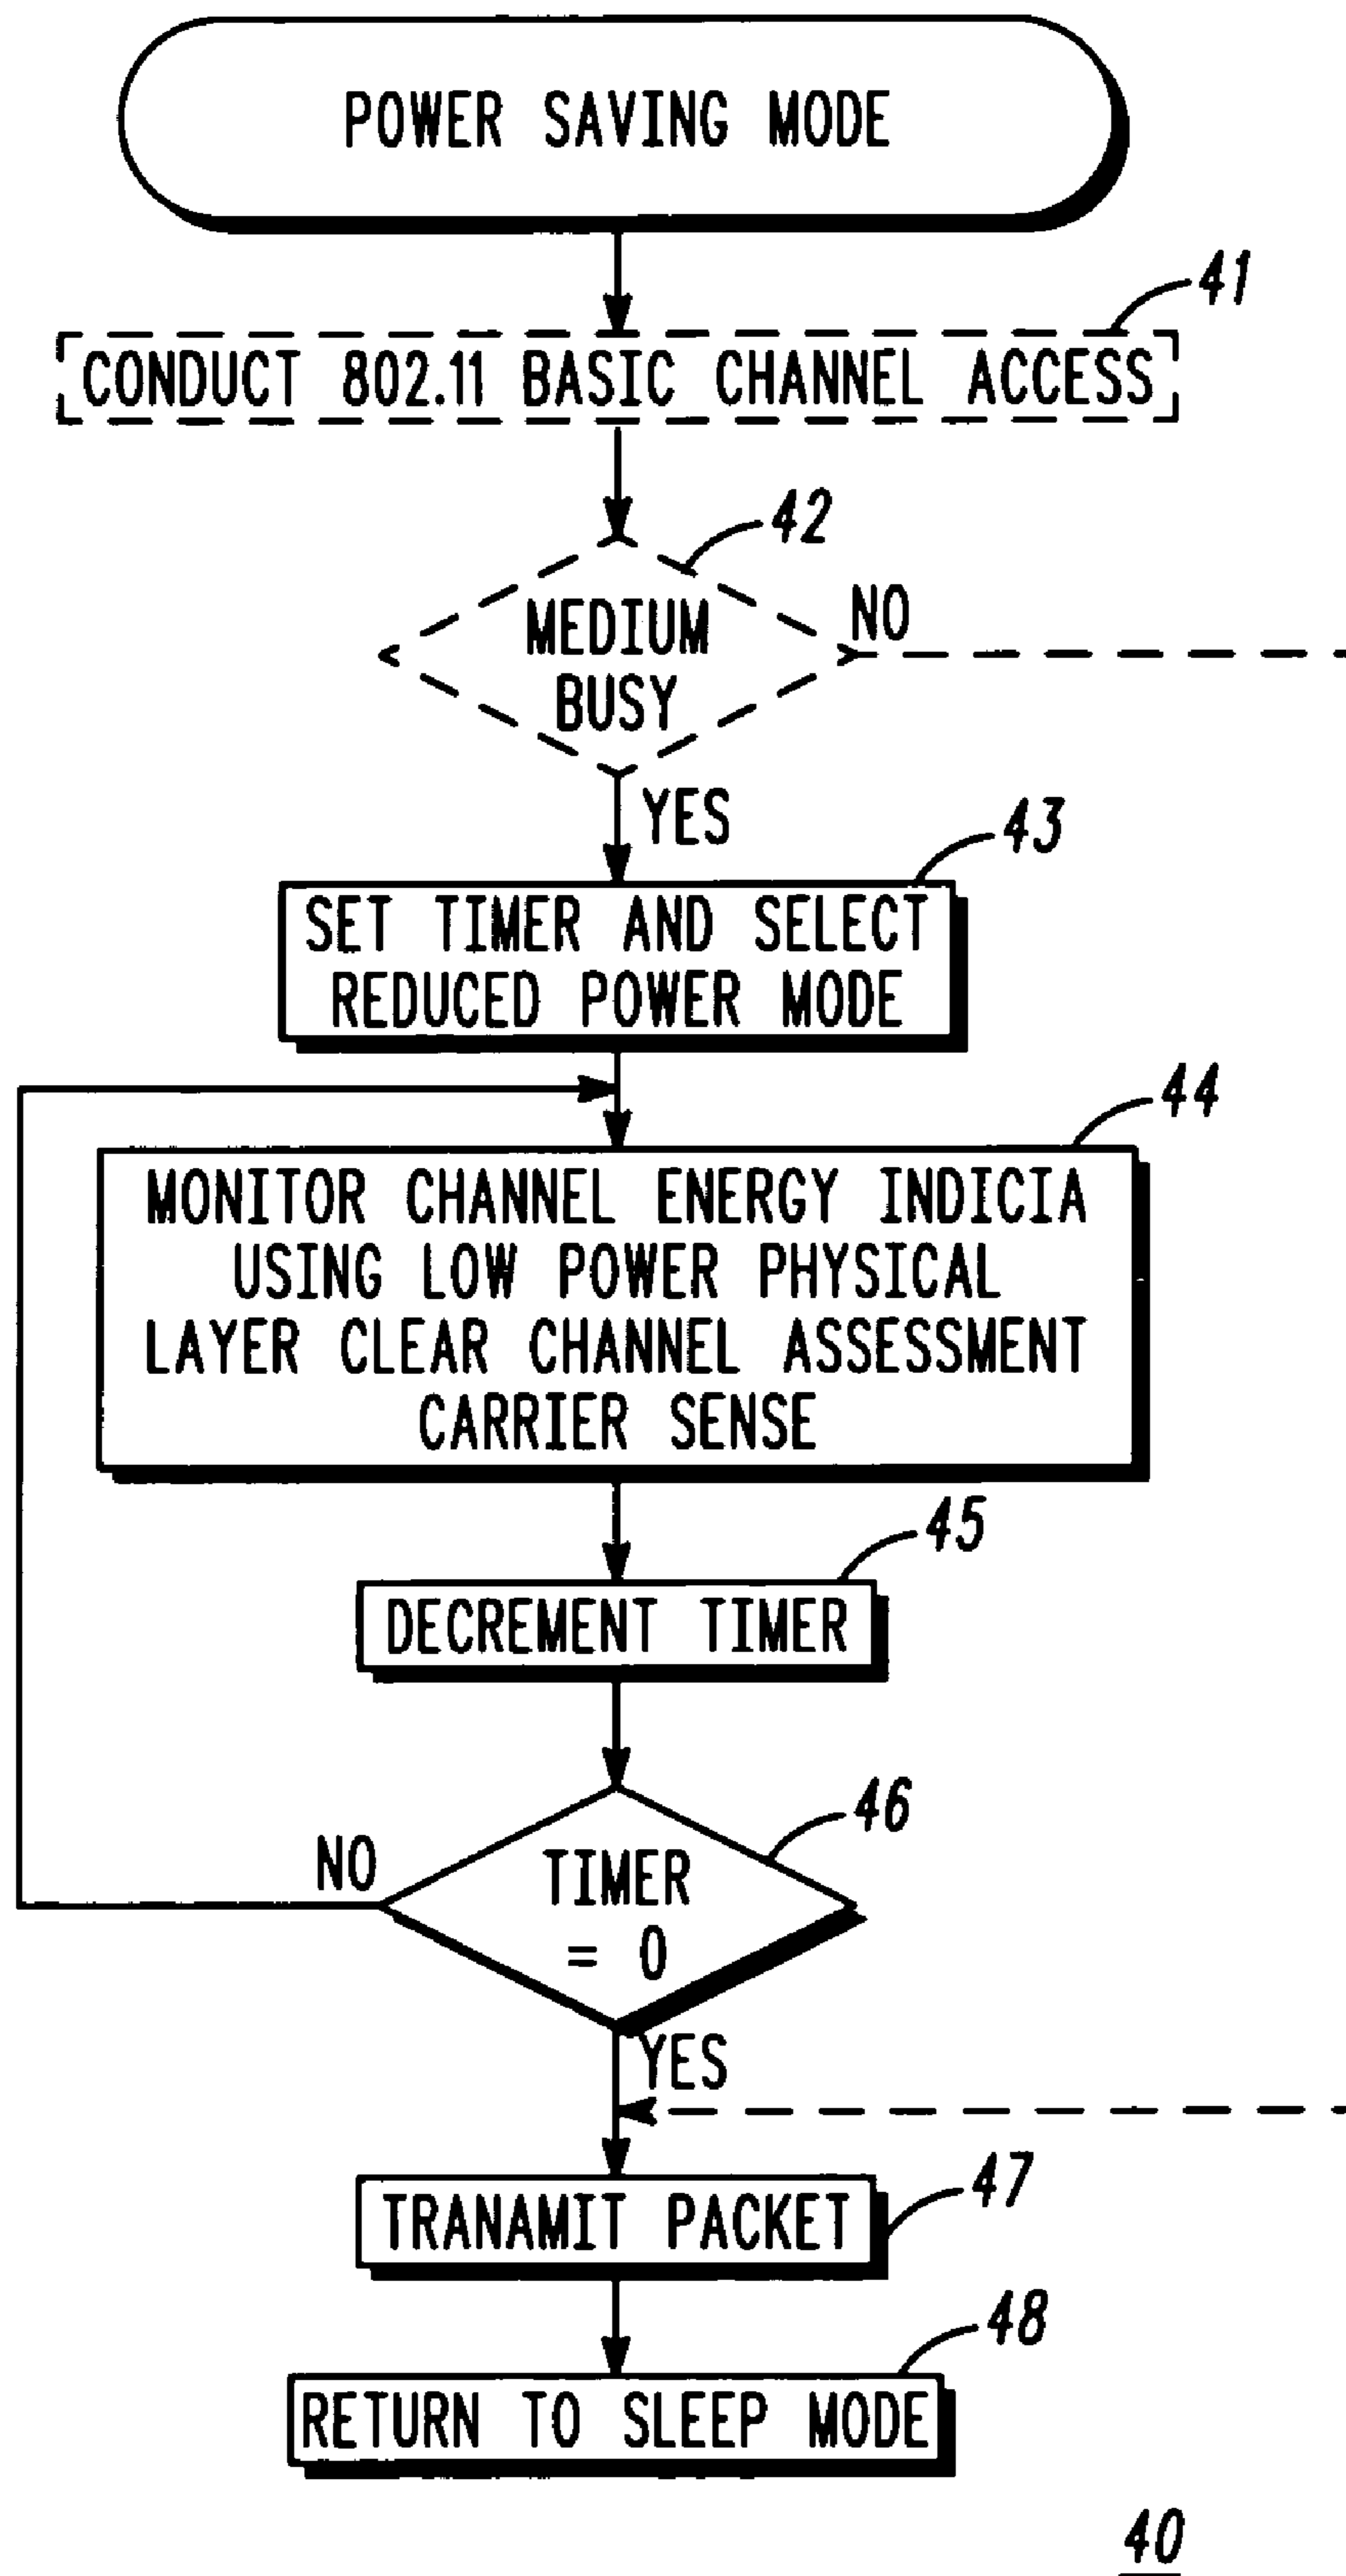 POWER SAVING MODE
41
CONDUCT 802.11 BASIC CHANNEL ACCESS
42
MEDIUM
BUSY
NO
YES
43
SET TIMER AND SELECT
REDUCED POWER MODE
44
MONITOR CHANNEL ENERGY INDICIA
USING LOW POWER PHYSICAL
LAYER CLEAR CHANNEL ASSESSMENT
CARRIER SENSE
45
DECREMENT TIMER
46
NO
TIMER
= 0
YES
47
TRANAMIT PACKET
48
RETURN TO SLEEP MODE
40